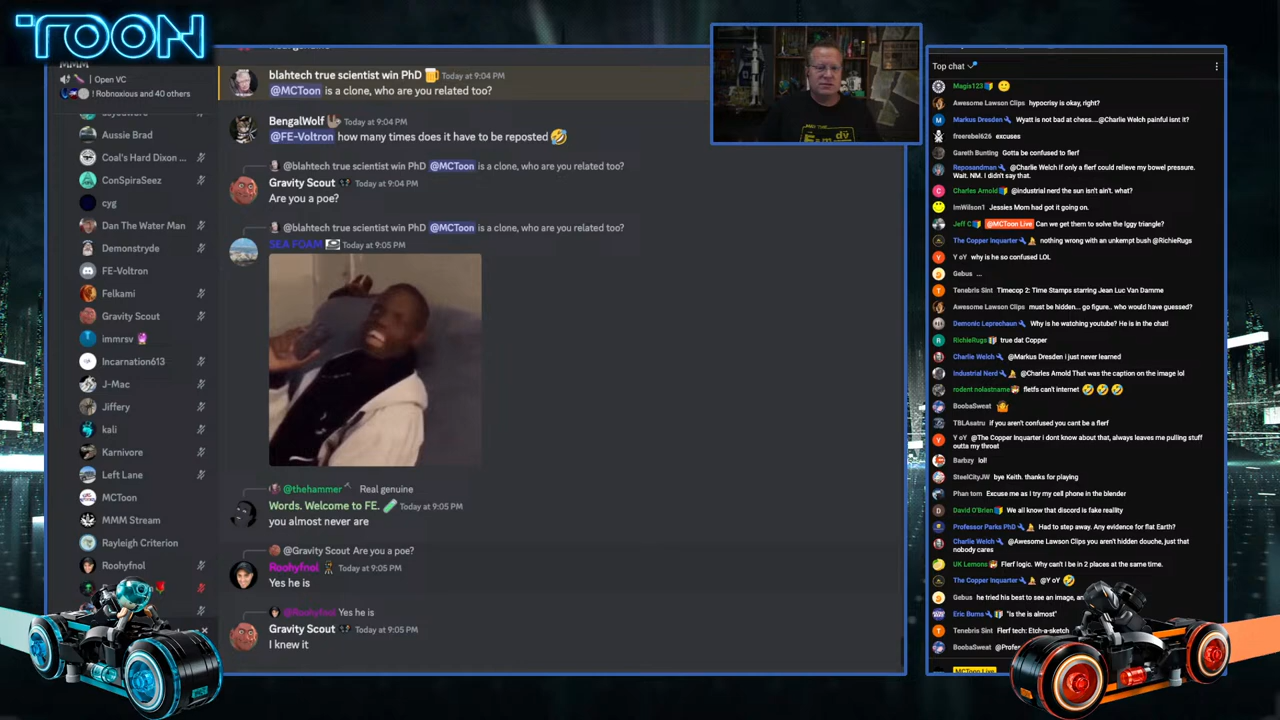 TOON
MMM
Open VC
! Robnoxious and 40 others
Aussie Brad
Coal's Hard Dixon ...
ConSpiraSeez
cyg
Dan The Water Man
Demonstryde
FE-Voltron
Felkami
Gravity Scout
immrsv
Incarnation613
J-Mac
Jiffery
kali
Karnivore
Left Lane
MCToon
MMM Stream
Rayleigh Criterion
Roohyfnol
blahtech true scientist win PhD Today at 9:04 PM
@MCToon is a clone, who are you related too?
BengalWolf Today at 9:04 PM
@FE-Voltron how many times does it have to be reposted 🤣
@blahtech true scientist win PhD @MCToon is a clone, who are you related too?
Gravity Scout Today at 9:04 PM
Are you a poe?
@blahtech true scientist win PhD @MCToon is a clone, who are you related too?
SEA FOAM Today at 9:05 PM
@thehammer Real genuine
Words. Welcome to FE. Today at 9:05 PM
you almost never are
@Gravity Scout Are you a poe?
Roohyfnol Today at 9:05 PM
Yes he is
@Roohyfnol Yes he is
Gravity Scout Today at 9:05 PM
I knew it
Top chat
Magis123
Awesome Lawson Clips hypocrisy is okay, right?
Markus Dresden Wyatt is not bad at chess....@Charlie Welch painful isnt it?
freerebel626 excuses
Gareth Bunting Gotta be confused to flerf
Reposandman @Charlie Welch If only a flerf could relieve my bowel pressure.
Wait. NM. I didn't say that.
Charles Arnold @industrial nerd the sun isn't ain't. what?
ImWilson1 Jessies Mom had got it going on.
Jeff C @MCToon Live Can we get them to solve the Iggy triangle?
The Copper Inquarter nothing wrong with an unkempt bush @RichieRugs
Y oY why is he so confused LOL
Gebus ...
Tenebris Sint Timecop 2: Time Stamps starring Jean Luc Van Damme
Awesome Lawson Clips must be hidden... go figure.. who would have guessed?
Demonic Leprechaun Why is he watching youtube? He is in the chat!
RichieRugs true dat Copper
Charlie Welch @Markus Dresden i just never learned
Industrial Nerd @Charles Arnold That was the caption on the image lol
rodent nolastname fletfs can't internet 🤣 🤣 🤣
BoobaSweat
TBLAsatru if you aren't confused you cant be a flerf
Y oY @The Copper Inquarter I dont know about that, always leaves me pulling stuff
outta my throat
Barbzy lol!
SteelCityJW bye Keith. thanks for playing
Phan tom Excuse me as I try my cell phone in the blender
David O'Brien We all know that discord is fake reality
Professor Parks PhD Had to step away. Any evidence for flat Earth?
Charlie Welch @Awesome Lawson Clips you aren't hidden douche, just that
nobody cares
UK Lemons Flerf logic. Why cant I be in 2 places at the same time.
The Copper Inquarter @Y oY 🤣
Gebus he tried his best to see an image, an
Eric Burns "Is the is almost"
Tenebris Sint Flerf tech: Etch-a-sketch
BoobaSweat @Profes
MCToon Live